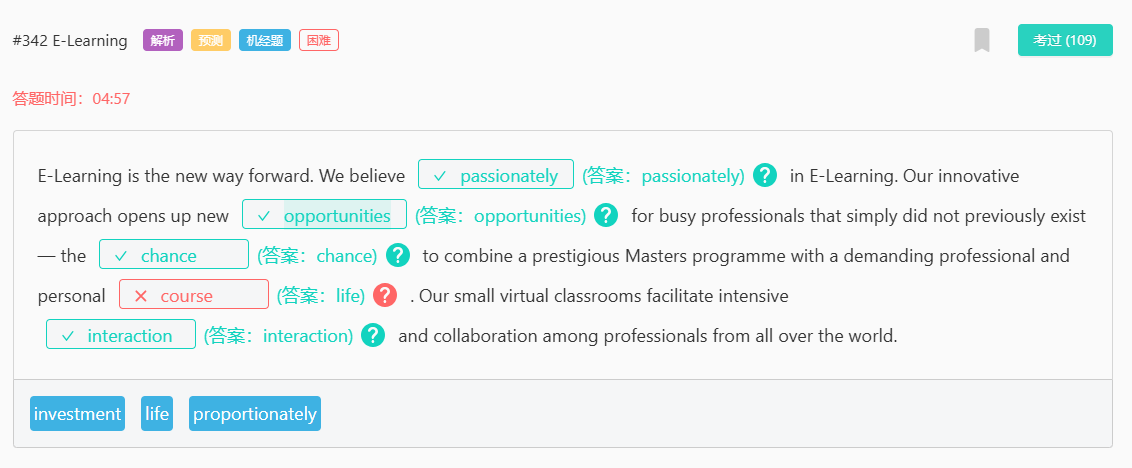 #342 E-Learning 解析 预测 机经题 困难 考过 (109)
答题时间：04:57
E-Learning is the new way forward. We believe ✓ passionately (答案：passionately) ? in E-Learning. Our innovative
approach opens up new ✓ opportunities (答案：opportunities) ? for busy professionals that simply did not previously exist
— the ✓ chance (答案：chance) ? to combine a prestigious Masters programme with a demanding professional and
personal ✕ course (答案：life) ? . Our small virtual classrooms facilitate intensive
✓ interaction (答案：interaction) ? and collaboration among professionals from all over the world.
investment life proportionately